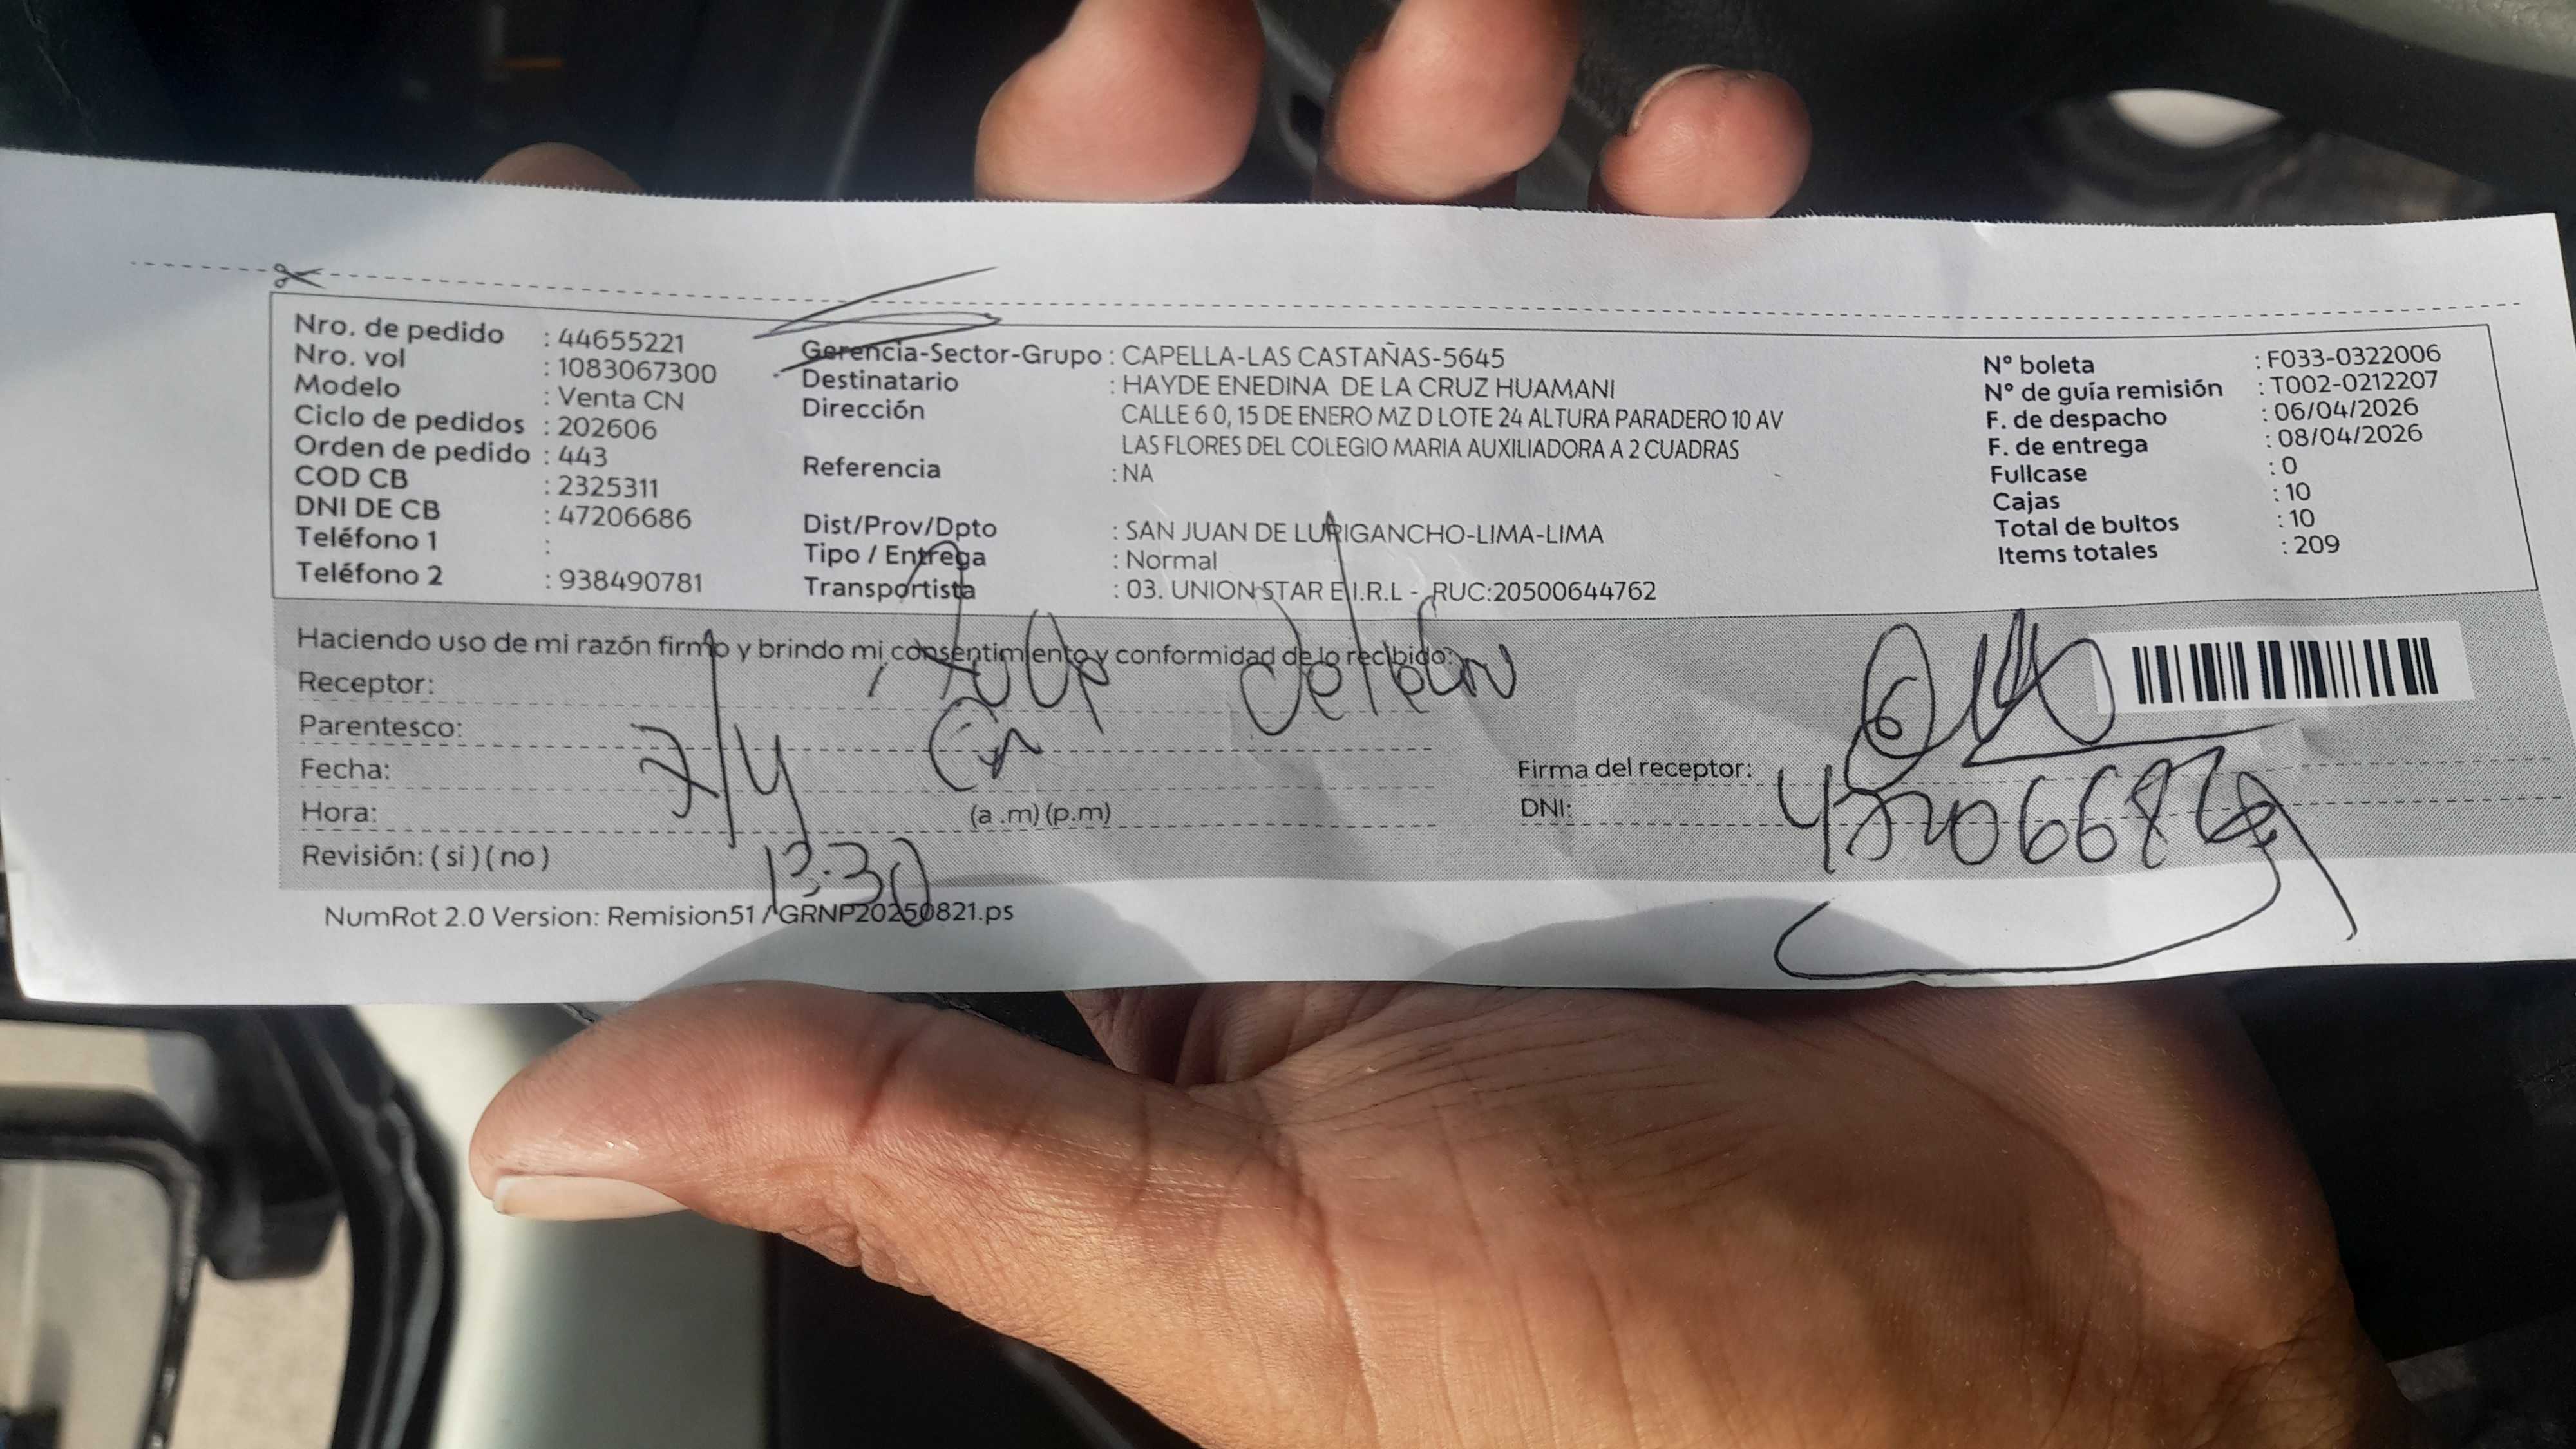 Nro. de pedido : 44655221
Nro. vol : 1083067300
Modelo : Venta CN
Ciclo de pedidos : 202606
Orden de pedido : 443
COD CB : 2325311
DNI DE CB : 47206686
Teléfono 1 :
Teléfono 2 : 938490781
Gerencia-Sector-Grupo : CAPELLA-LAS CASTAÑAS-5645
Destinatario : HAYDE ENEDINA DE LA CRUZ HUAMANI
Dirección CALLE 6 0, 15 DE ENERO MZ D LOTE 24 ALTURA PARADERO 10 AV
LAS FLORES DEL COLEGIO MARIA AUXILIADORA A 2 CUADRAS
Referencia : NA
Dist/Prov/Dpto : SAN JUAN DE LURIGANCHO-LIMA-LIMA
Tipo / Entrega : Normal
Transportista : 03. UNION STAR E.I.R.L - RUC:20500644762
N° boleta : F033-0322006
N° de guía remisión : T002-0212207
F. de despacho : 06/04/2026
F. de entrega : 08/04/2026
Fullcase : 0
Cajas : 10
Total de bultos : 10
Items totales : 209
Haciendo uso de mi razón firmo y brindo mi consentimiento y conformidad de lo recibido:
Receptor:
Parentesco:
Fecha: 7/4
Hora: (a .m) (p.m)
13:30
Revisión: ( si ) ( no )
Firma del receptor:
DNI: 47206686
NumRot 2.0 Version: Remision51 / GRNP20250821.ps